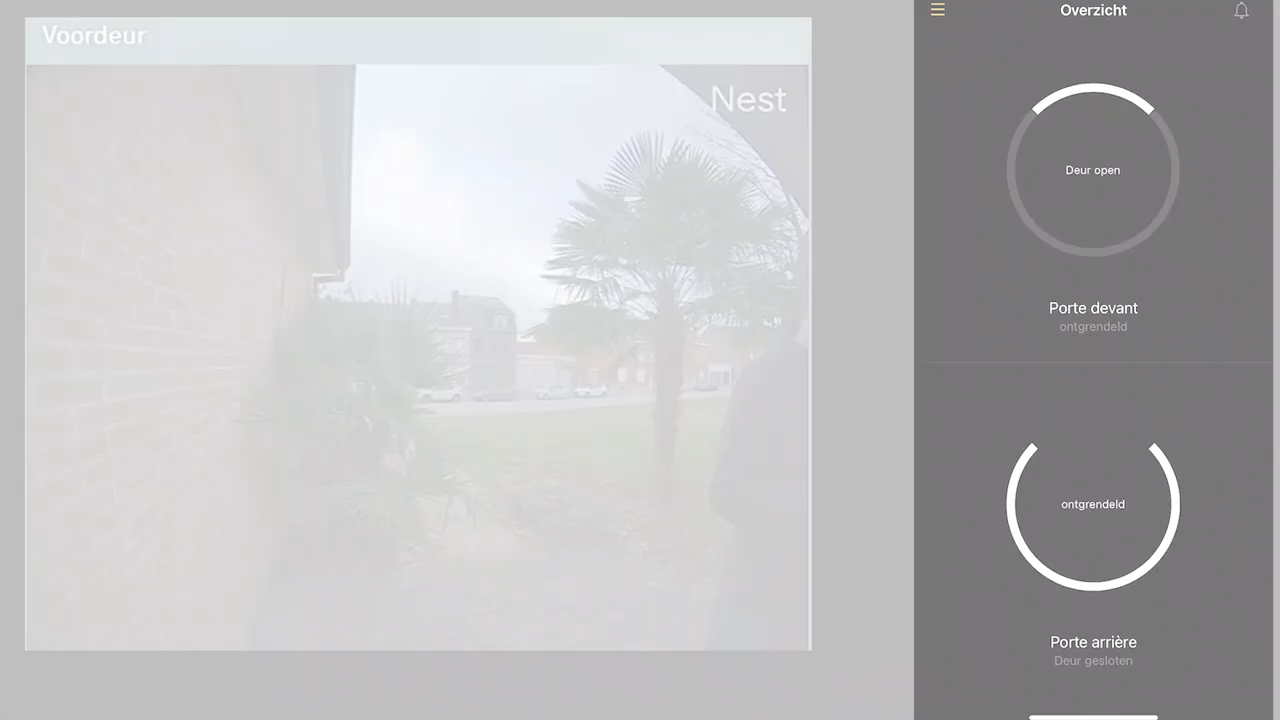 Voordeur
Nest
Overzicht
Deur open
Porte devant
ontgrendeld
ontgrendeld
Porte arrière
Deur gesloten